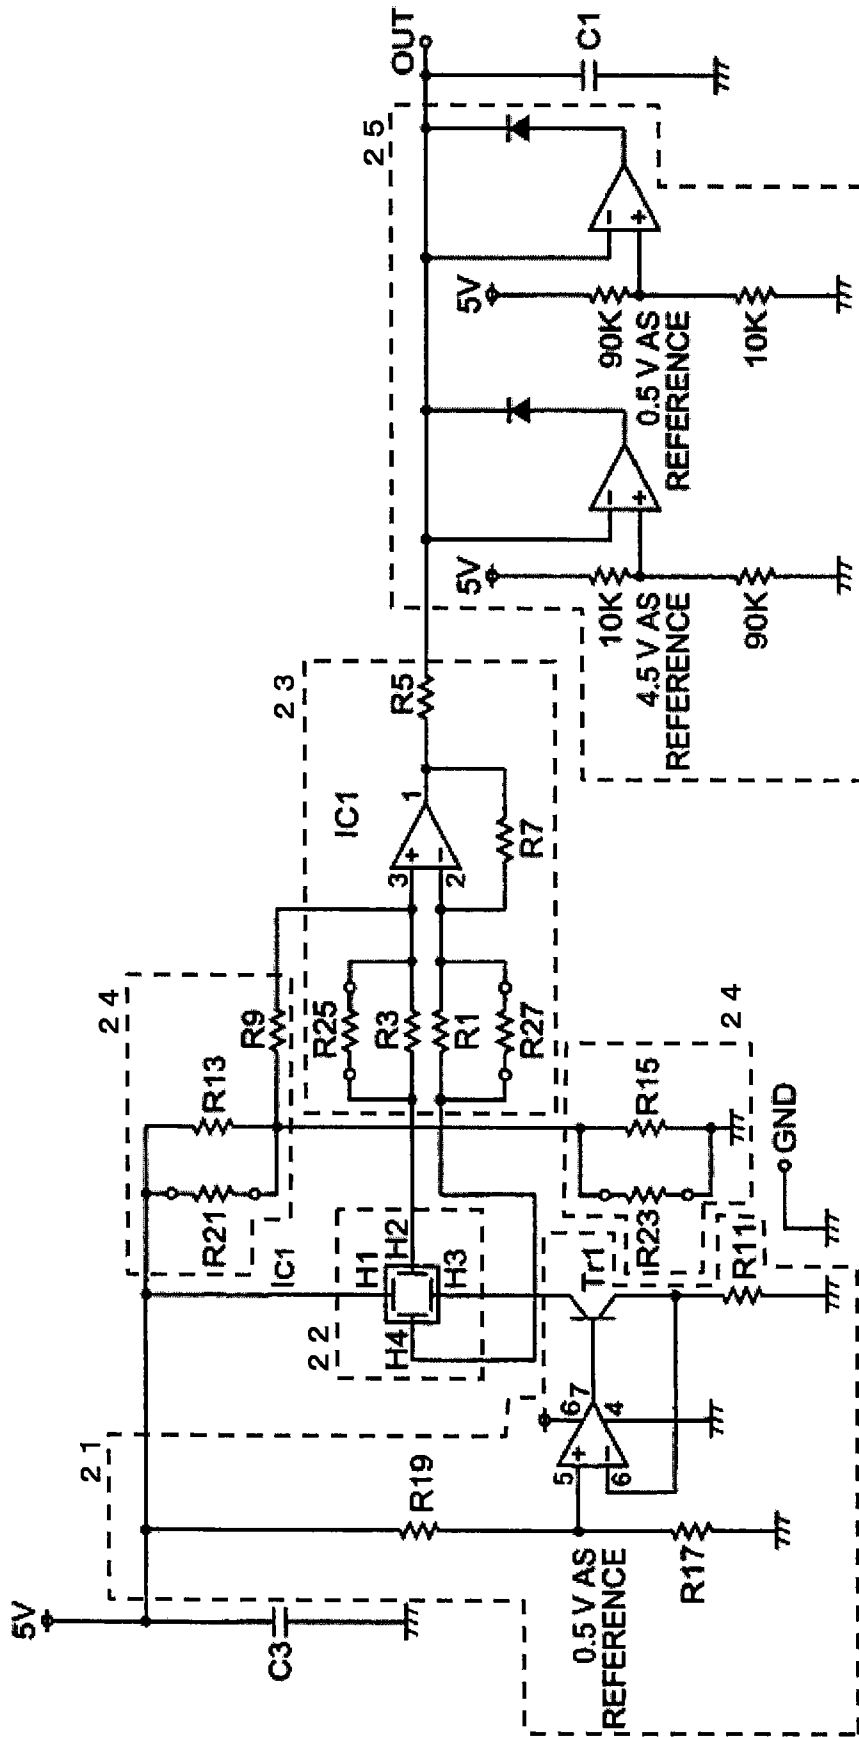 5V
C3
21
R19
0.5 V AS
REFERENCE
R17
5
6
+
−
6
7
4
Tr1
R11
GND
22
H1
H2
H3
H4
IC1
24
R13
R21
R9
24
R15
R23
23
R25
R3
R1
R27
IC1
3
2
1
+
−
R7
R5
25
5V
10K
4.5 V AS
REFERENCE
90K
−
+
5V
90K
0.5 V AS
REFERENCE
10K
−
+
OUT
C1